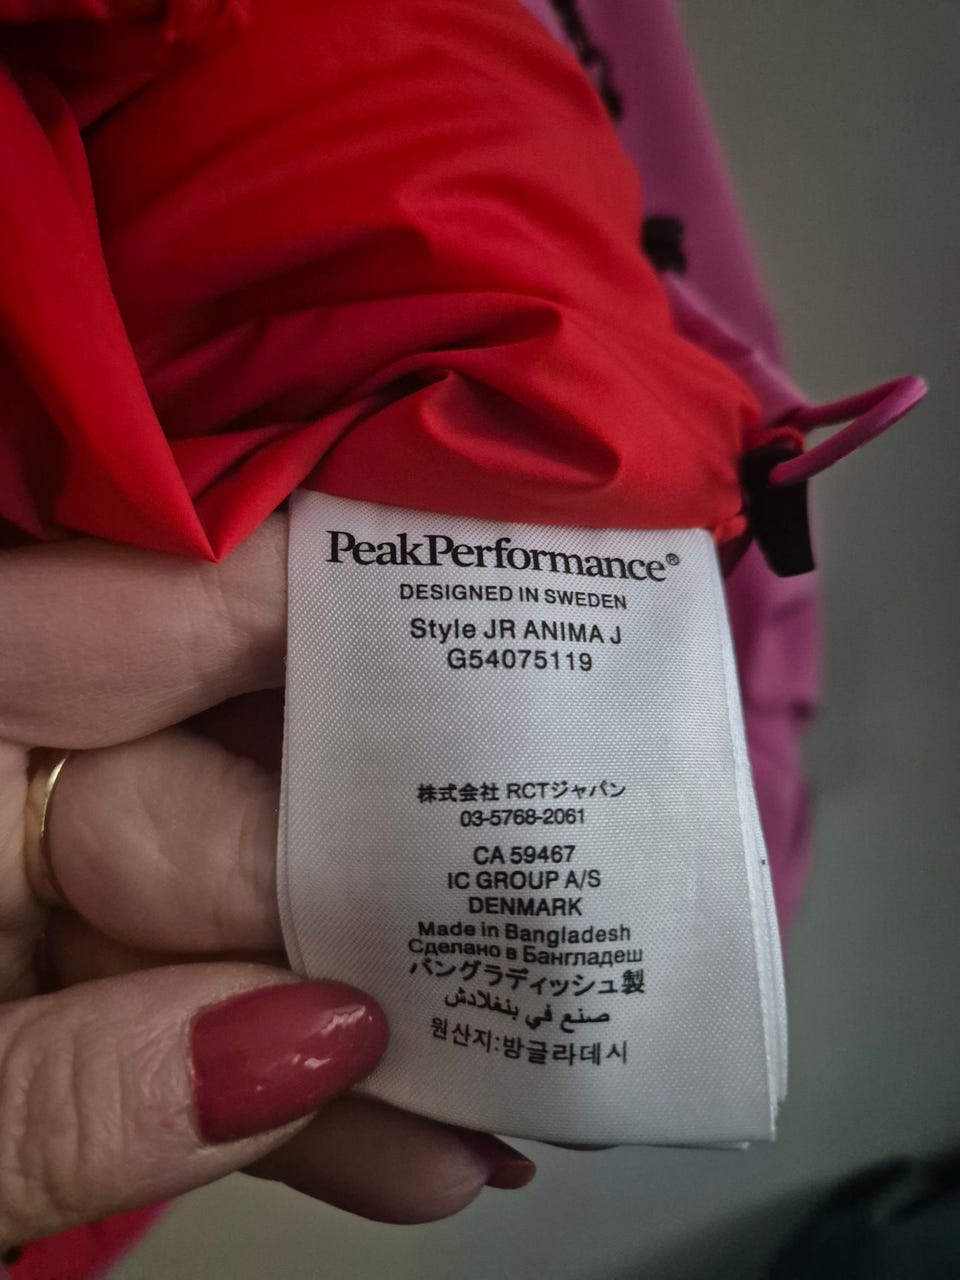 PeakPerformance®
DESIGNED IN SWEDEN
Style JR ANIMA J
G54075119
株式会社 RCTジャパン
03-5768-2061
CA 59467
IC GROUP A/S
DENMARK
Made in Bangladesh
Сделано в Бангладеш
バングラディッシュ製
صنع في بنغلادش
원산지:방글라데시